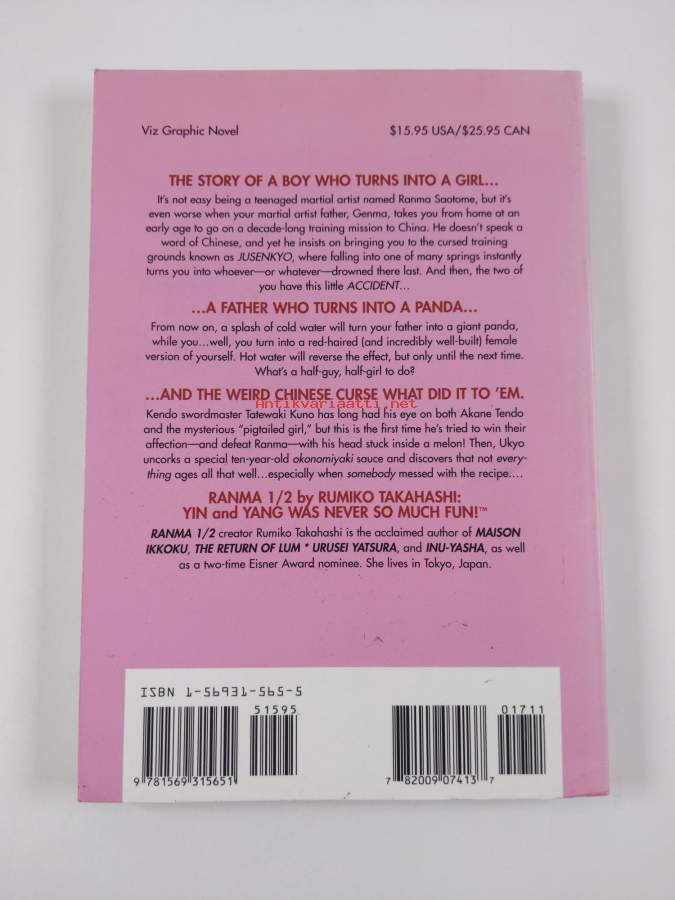 Viz Graphic Novel $15.95 USA/$25.95 CAN
THE STORY OF A BOY WHO TURNS INTO A GIRL...
It's not easy being a teenaged martial artist named Ranma Saotome, but it's
even worse when your martial artist father, Genma, takes you from home at an
early age to go on a decade-long training mission to China. He doesn't speak a
word of Chinese, and yet he insists on bringing you to the cursed training
grounds known as JUSENKYO, where falling into one of many springs instantly
turns you into whoever—or whatever—drowned there last. And then, the two of
you have this little ACCIDENT...
...A FATHER WHO TURNS INTO A PANDA...
From now on, a splash of cold water will turn your father into a giant panda,
while you...well, you turn into a red-haired (and incredibly well-built) female
version of yourself. Hot water will reverse the effect, but only until the next time.
What's a half-guy, half-girl to do?
...AND THE WEIRD CHINESE CURSE WHAT DID IT TO 'EM.
Antikvariaatti.net
Kendo swordmaster Tatewaki Kuno has long had his eye on both Akane Tendo
and the mysterious "pigtailed girl," but this is the first time he's tried to win their
affection—and defeat Ranma—with his head stuck inside a melon! Then, Ukyo
uncorks a special ten-year-old okonomiyaki sauce and discovers that not every-
thing ages all that well...especially when somebody messed with the recipe....
RANMA 1/2 by RUMIKO TAKAHASHI:
YIN and YANG WAS NEVER SO MUCH FUN!™
RANMA 1/2 creator Rumiko Takahashi is the acclaimed author of MAISON
IKKOKU, THE RETURN OF LUM * URUSEI YATSURA, and INU-YASHA, as well
as a two-time Eisner Award nominee. She lives in Tokyo, Japan.
ISBN 1-56931-565-5
51595
01711
9 781569 315651
7 82009 07413 7